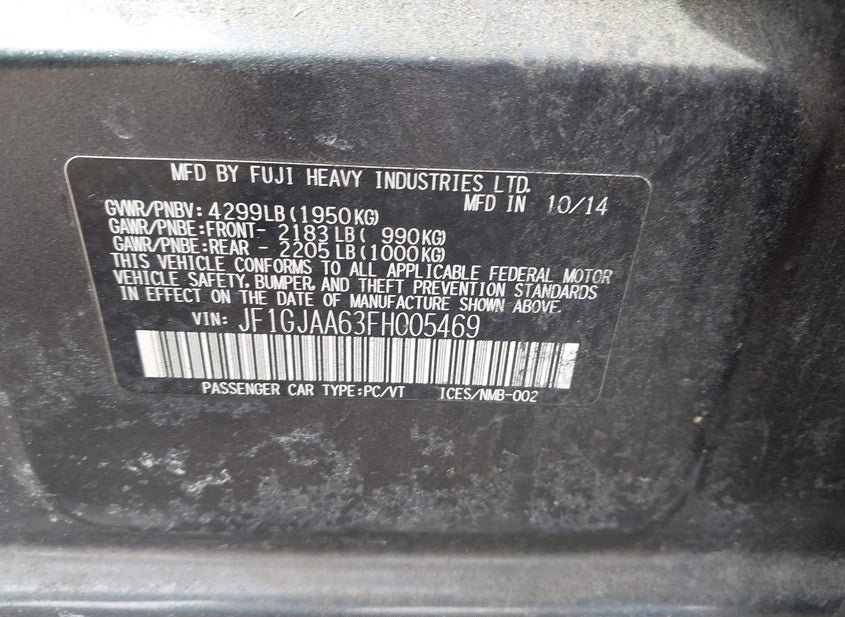 MFD BY FUJI HEAVY INDUSTRIES LTD.
GVWR/PNBV: 4299LB(1950KG) MFD IN 10/14
GAWR/PNBE:FRONT- 2183LB( 990KG)
GAWR/PNBE:REAR - 2205LB(1000KG)
THIS VEHICLE CONFORMS TO ALL APPLICABLE FEDERAL MOTOR
VEHICLE SAFETY, BUMPER, AND THEFT PREVENTION STANDARDS
IN EFFECT ON THE DATE OF MANUFACTURE SHOWN ABOVE.
VIN: JF1GJAA63FH005469
PASSENGER CAR TYPE:PC/VT 1CES/NMB-002